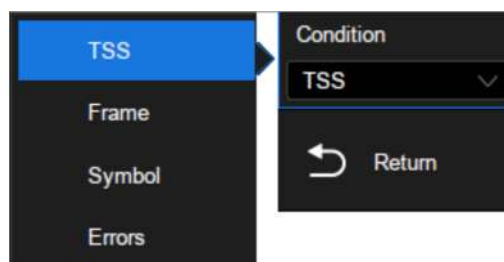 TSS
Frame
Symbol
Errors
Condition
TSS
Return